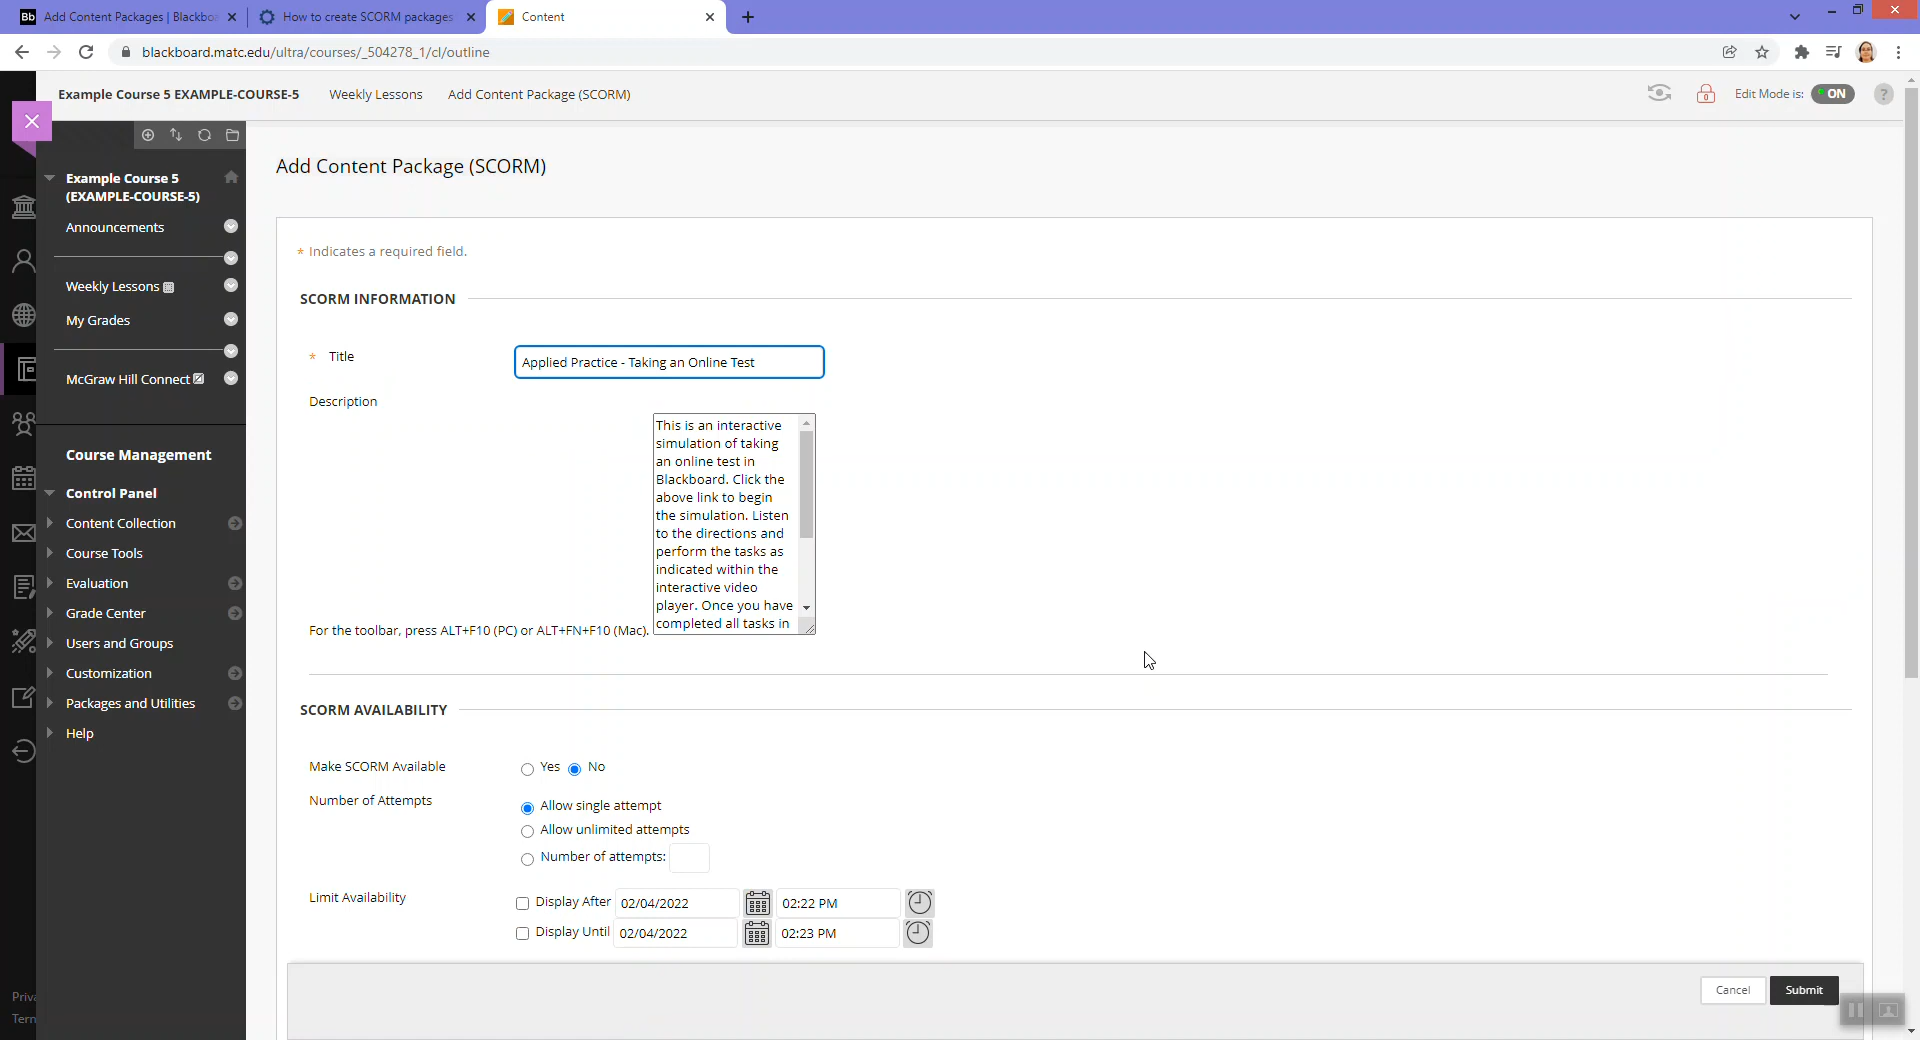 Bb Add Content Packages | Blackboa
How to create SCORM packages
Content
blackboard.matc.edu/ultra/courses/_504278_1/cl/outline
Example Course 5 EXAMPLE-COURSE-5
Weekly Lessons
Add Content Package (SCORM)
Edit Mode is:
ON
?
Example Course 5
(EXAMPLE-COURSE-5)
Announcements
Weekly Lessons
My Grades
McGraw Hill Connect
Course Management
Control Panel
Content Collection
Course Tools
Evaluation
Grade Center
Users and Groups
Customization
Packages and Utilities
Help
Priva
Tern
Add Content Package (SCORM)
* Indicates a required field.
SCORM INFORMATION
* Title
Applied Practice - Taking an Online Test
Description
This is an interactive
simulation of taking
an online test in
Blackboard. Click the
above link to begin
the simulation. Listen
to the directions and
perform the tasks as
indicated within the
interactive video
player. Once you have
completed all tasks in
For the toolbar, press ALT+F10 (PC) or ALT+FN+F10 (Mac).
SCORM AVAILABILITY
Make SCORM Available
Yes
No
Number of Attempts
Allow single attempt
Allow unlimited attempts
Number of attempts:
Limit Availability
Display After
02/04/2022
02:22 PM
Display Until
02/04/2022
02:23 PM
Cancel
Submit